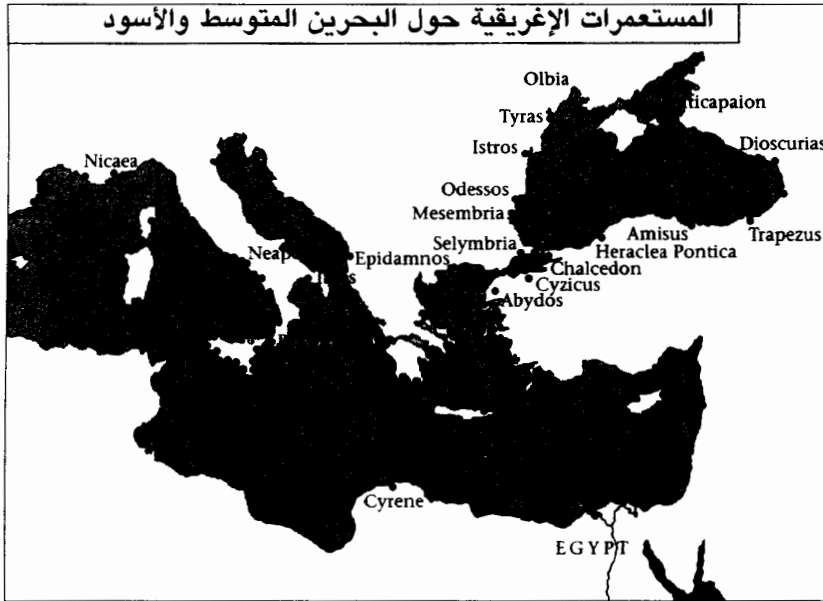 المستعمرات الإغريقية حول البحرين المتوسط والأسود
Olbia
Tyras
Istros
Dioscurias
Nicaea
Odessos
Mesembria
Selymbria
Amisus
Trapezus
Heraclea Pontica
Epidamnos
Chalcedon
Cyzicus
Abydos
Cyrene
EGYPT